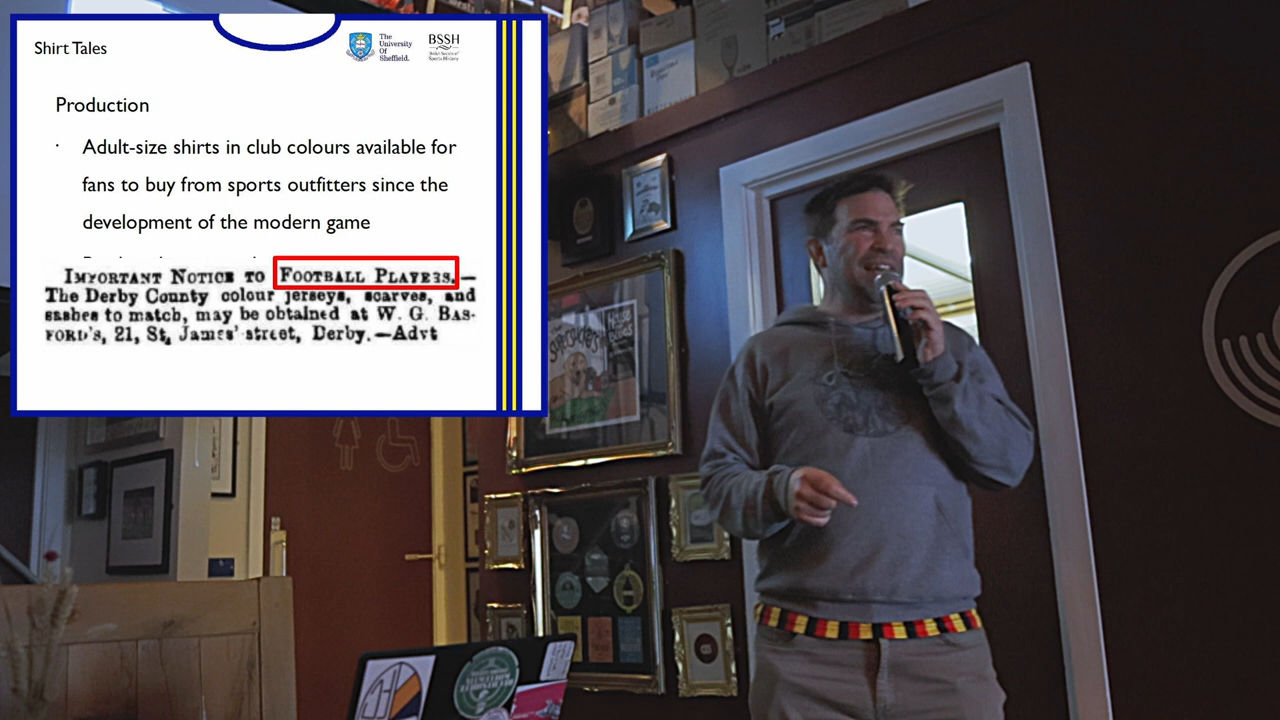 Shirt Tales
The
University
Of
Sheffield.
BSSH
Production
· Adult-size shirts in club colours available for
fans to buy from sports outfitters since the
development of the modern game
IMPORTANT NOTICE TO FOOTBALL PLAYERS.—
The Derby County colour jerseys, scarves, and
sashes to match, may be obtained at W. G. BAS-
FORD's, 21, St, James' street, Derby.—Advt